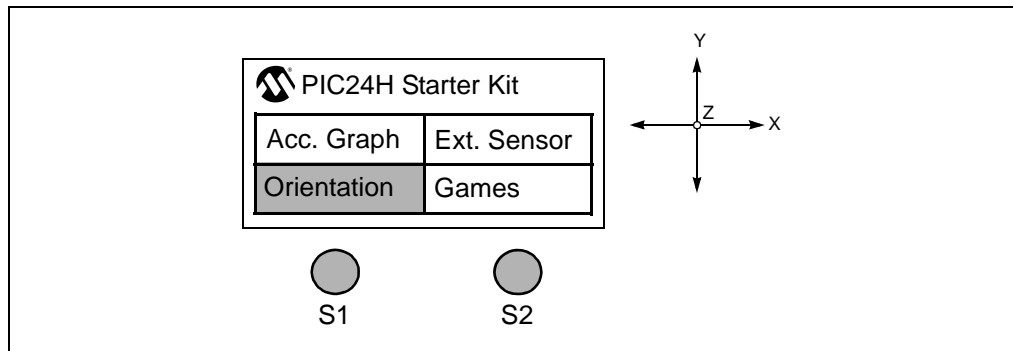 PIC24H Starter Kit
Acc. Graph Ext. Sensor
Orientation Games
S1 S2
Y
Z
X